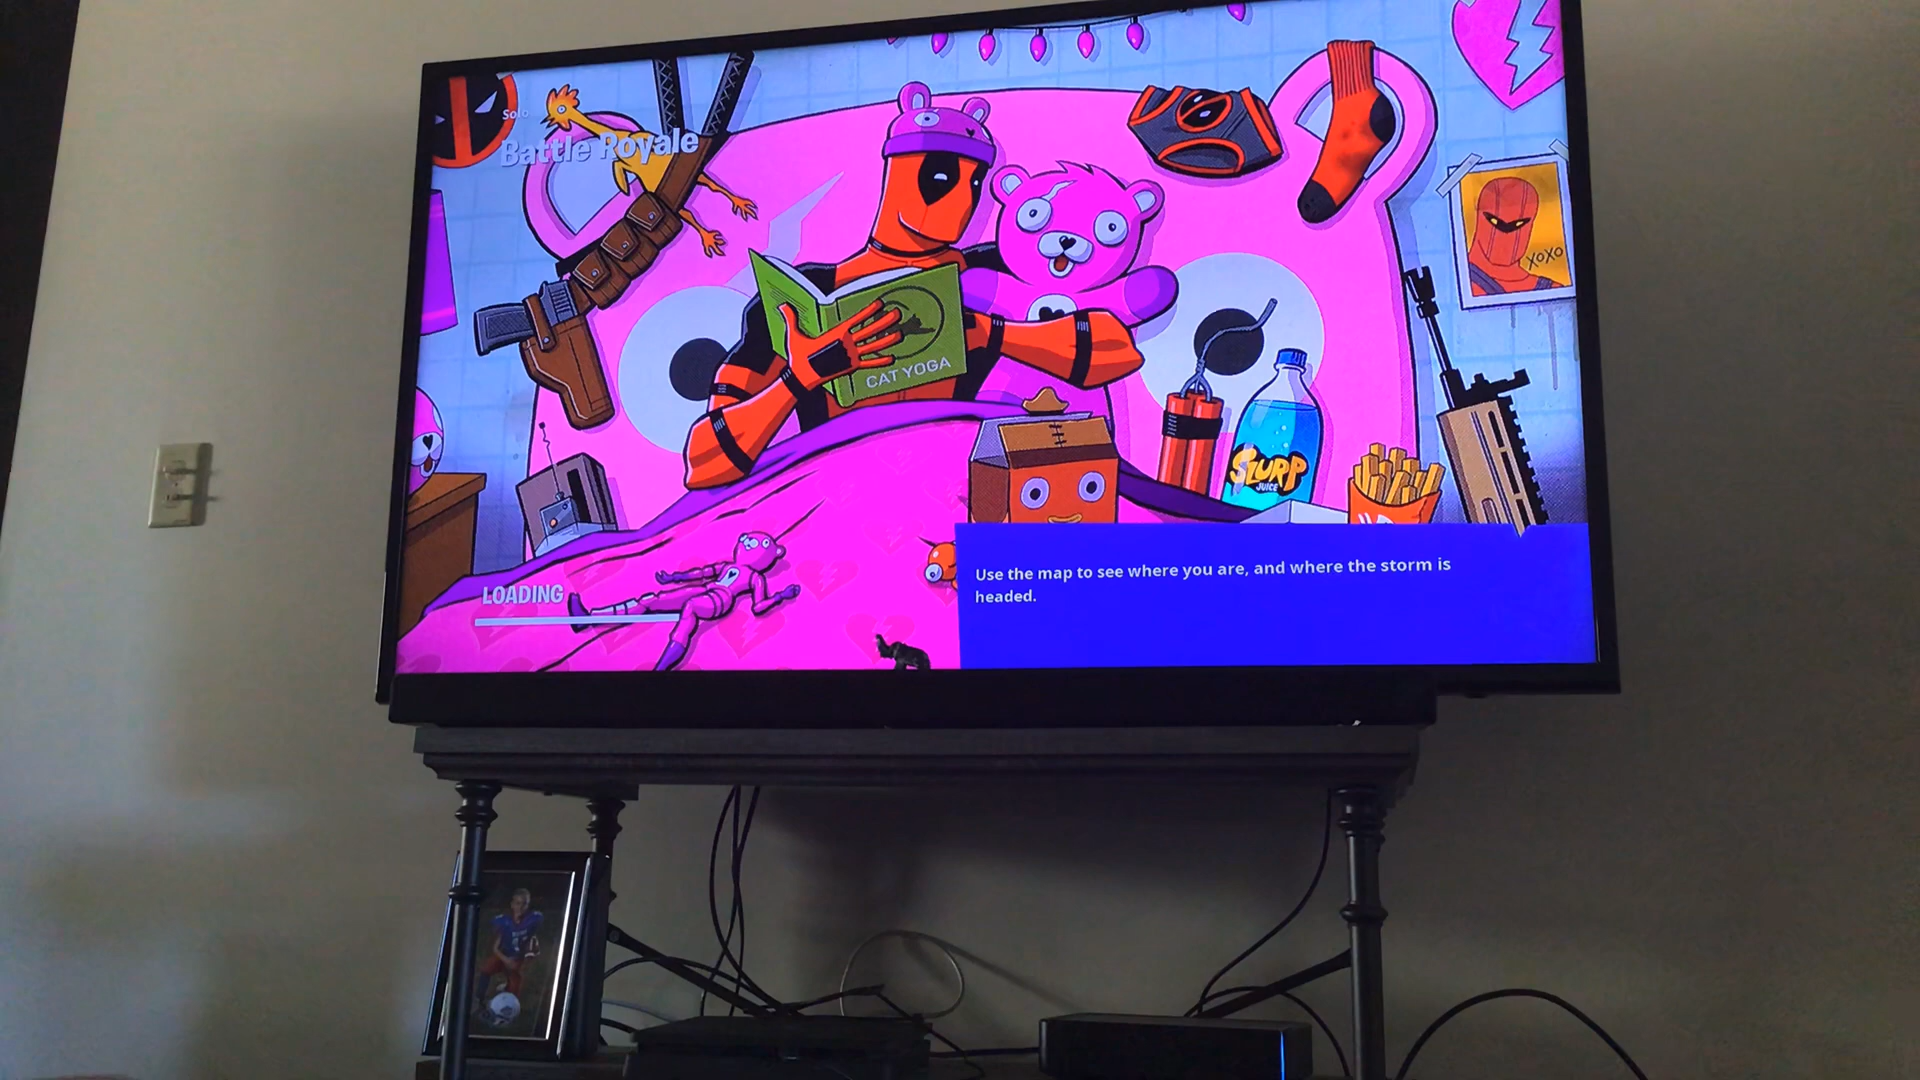 Solo
Battle Royale
XOXO
CAT YOGA
SLURP
JUICE
Use the map to see where you are, and where the storm is
headed.
LOADING